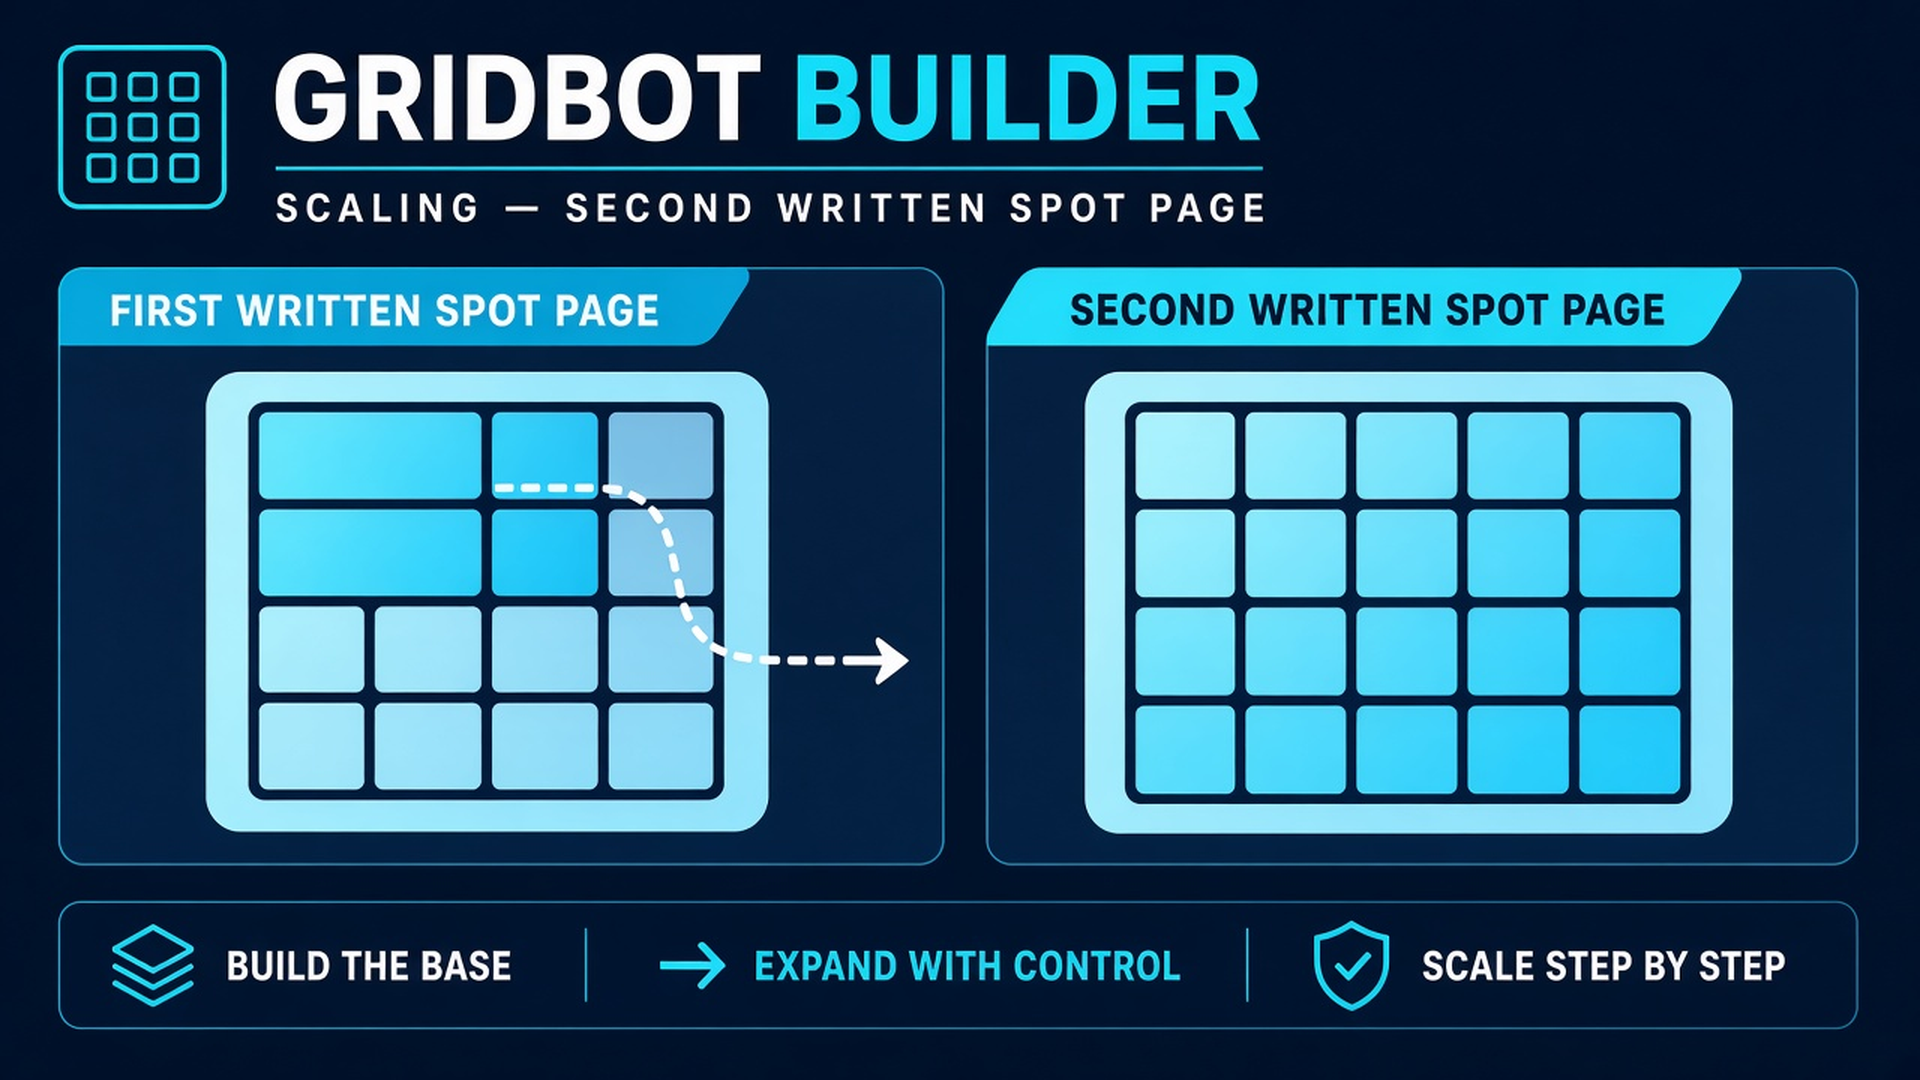 GRIDBOT BUILDER
SCALING — SECOND WRITTEN SPOT PAGE
FIRST WRITTEN SPOT PAGE
SECOND WRITTEN SPOT PAGE
BUILD THE BASE
EXPAND WITH CONTROL
SCALE STEP BY STEP